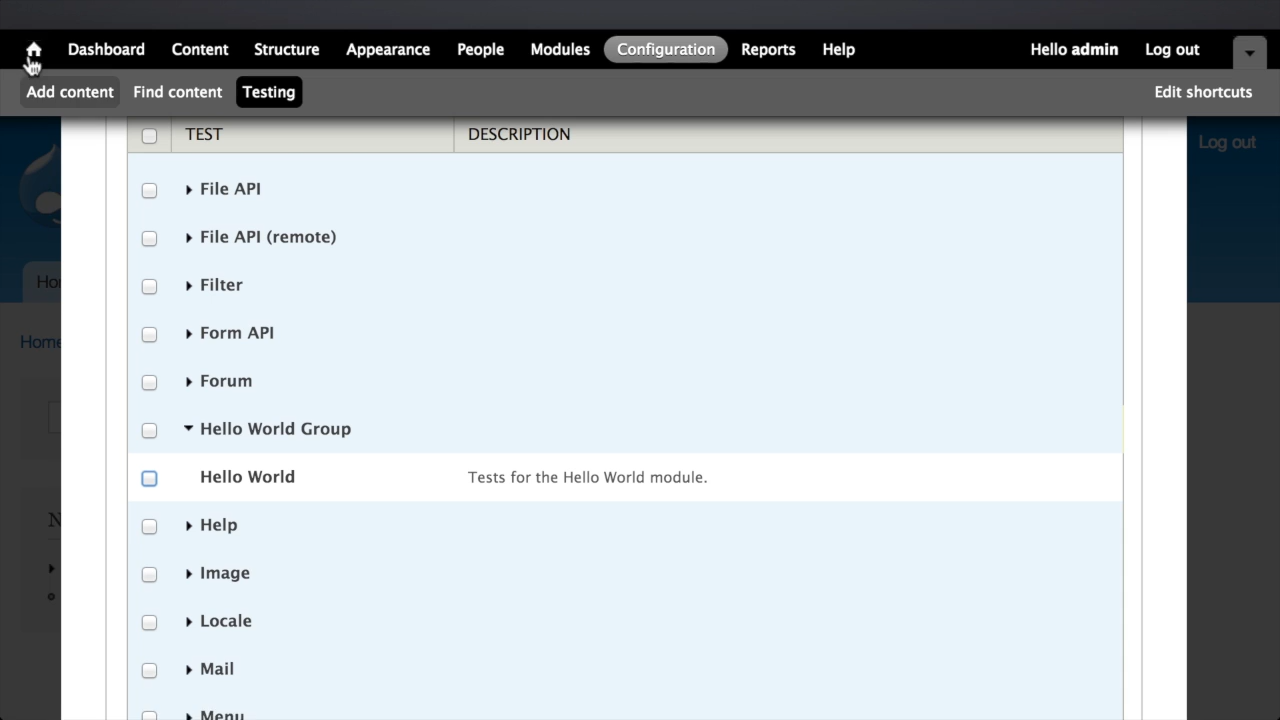 Dashboard Content Structure Appearance People Modules Configuration Reports Help Hello admin Log out
Add content Find content Testing Edit shortcuts
Log out
TEST DESCRIPTION
File API
File API (remote)
Filter
Form API
Forum
Hello World Group
Hello World Tests for the Hello World module.
Help
Image
Locale
Mail
Menu
Home